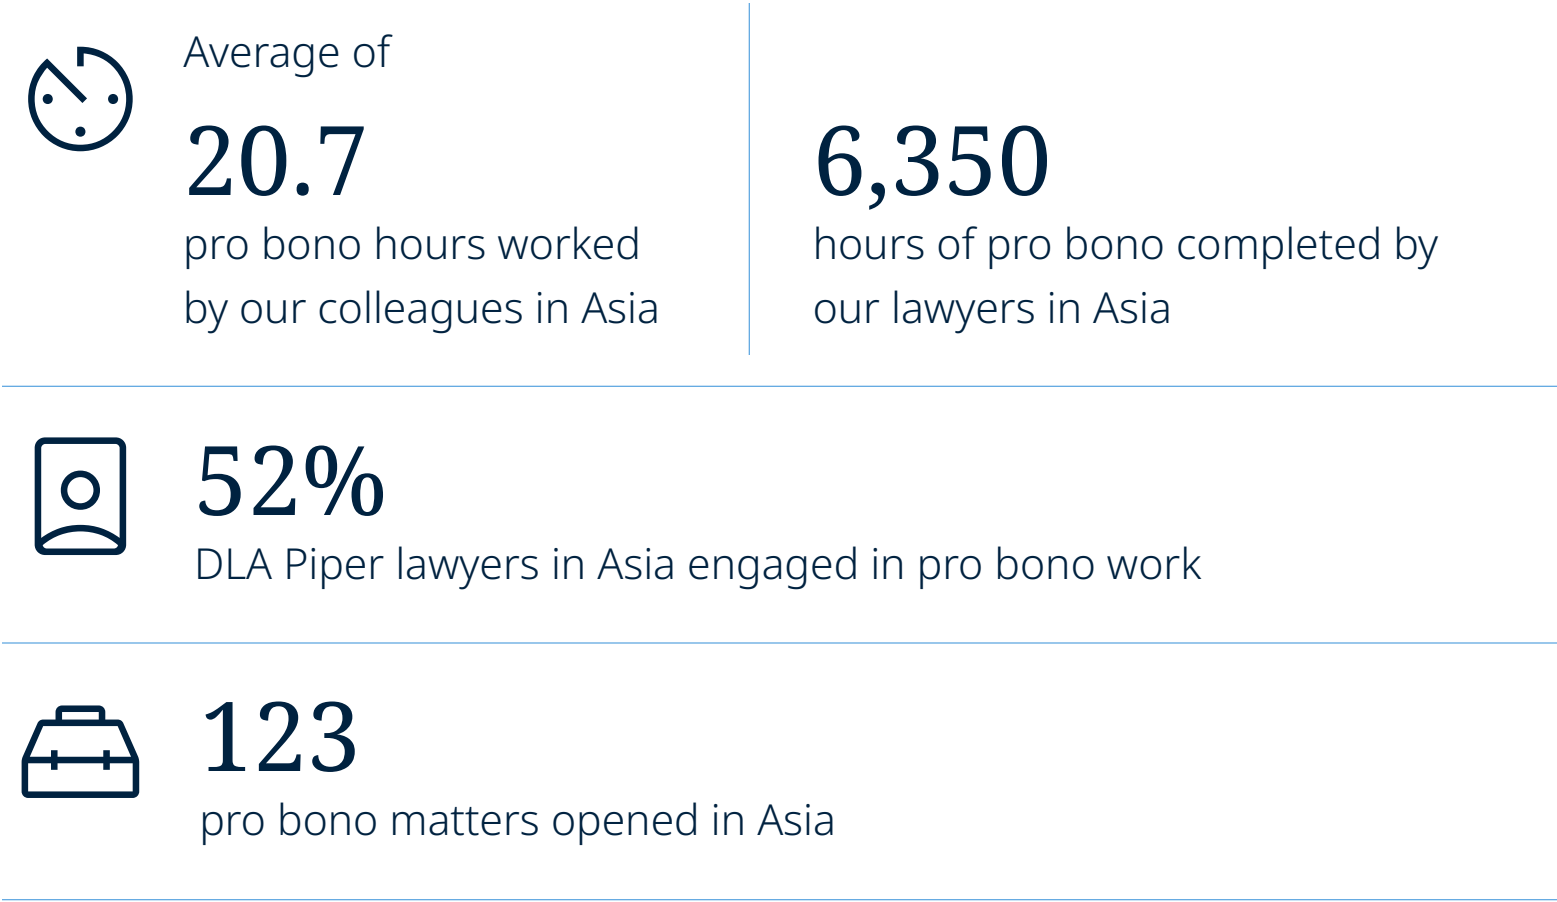 Average of
20.7
pro bono hours worked
by our colleagues in Asia
6,350
hours of pro bono completed by
our lawyers in Asia
52%
DLA Piper lawyers in Asia engaged in pro bono work
123
pro bono matters opened in Asia